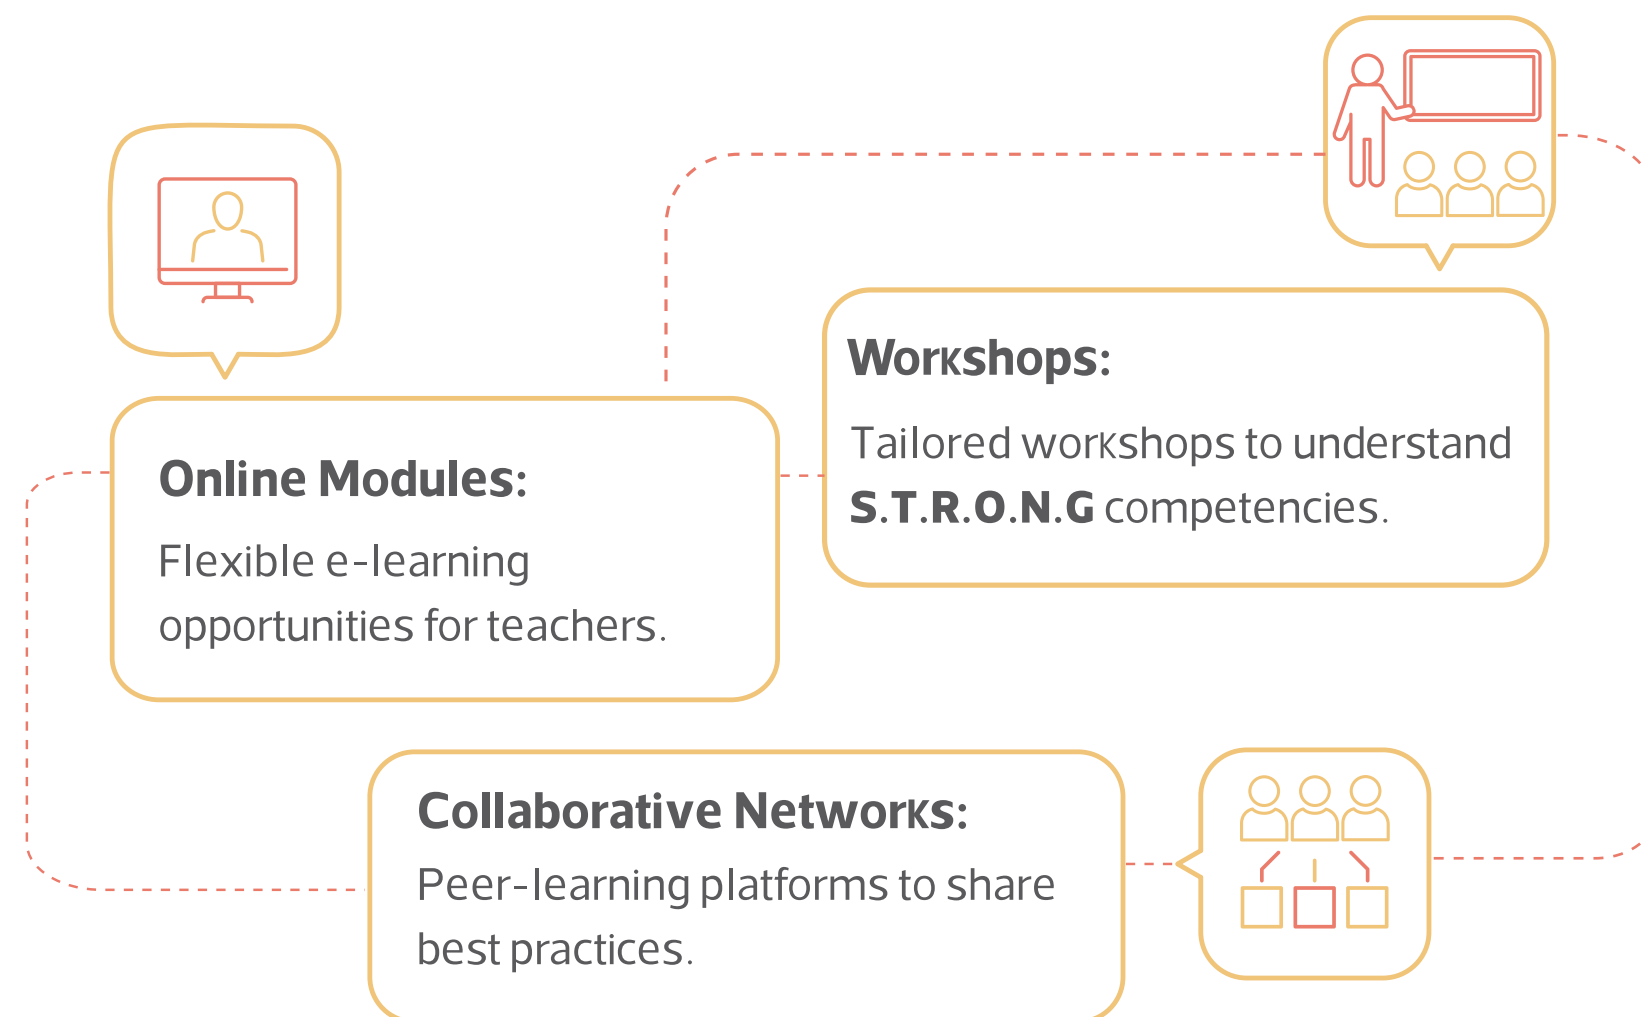 Online Modules:
Flexible e-learning
opportunities for teachers.
Workshops:
Tailored workshops to understand
S.T.R.O.N.G competencies.
Collaborative Networks:
Peer-learning platforms to share
best practices.